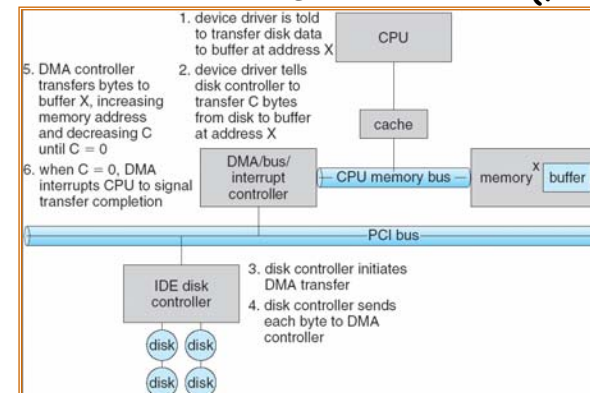 1. device driver is told
to transfer disk data
to buffer at address X
CPU
5. DMA controller
transfers bytes to
buffer X, increasing
memory address
and decreasing C
until C = 0
2. device driver tells
disk controller to
transfer C bytes
from disk to buffer
at address X
cache
6. when C = 0, DMA
interrupts CPU to signal
transfer completion
DMA/bus/
interrupt
controller
CPU memory bus
memory
X
buffer
PCI bus
IDE disk
controller
3. disk controller initiates
DMA transfer
4. disk controller sends
each byte to DMA
controller
disk
disk
disk
disk